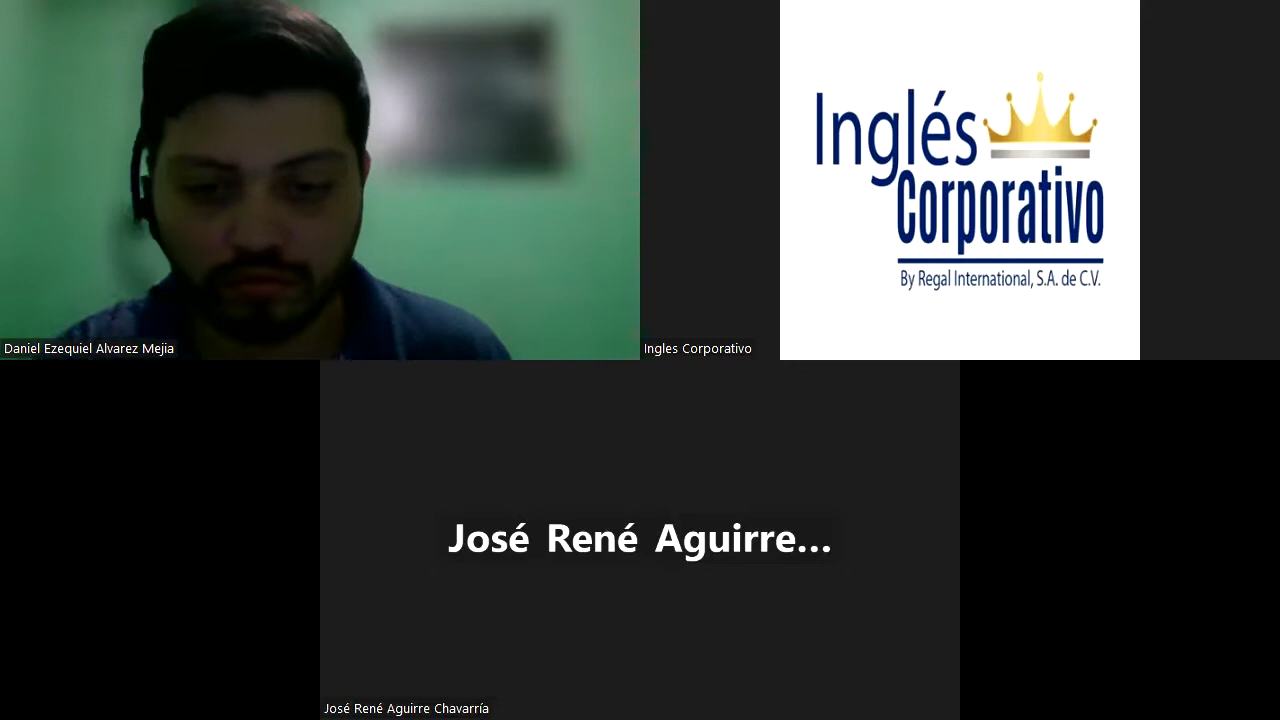 Inglés
Corporativo
By Regal International, S.A. de C.V.
Daniel Ezequiel Alvarez Mejia
Ingles Corporativo
José René Aguirre...
José René Aguirre Chavarría